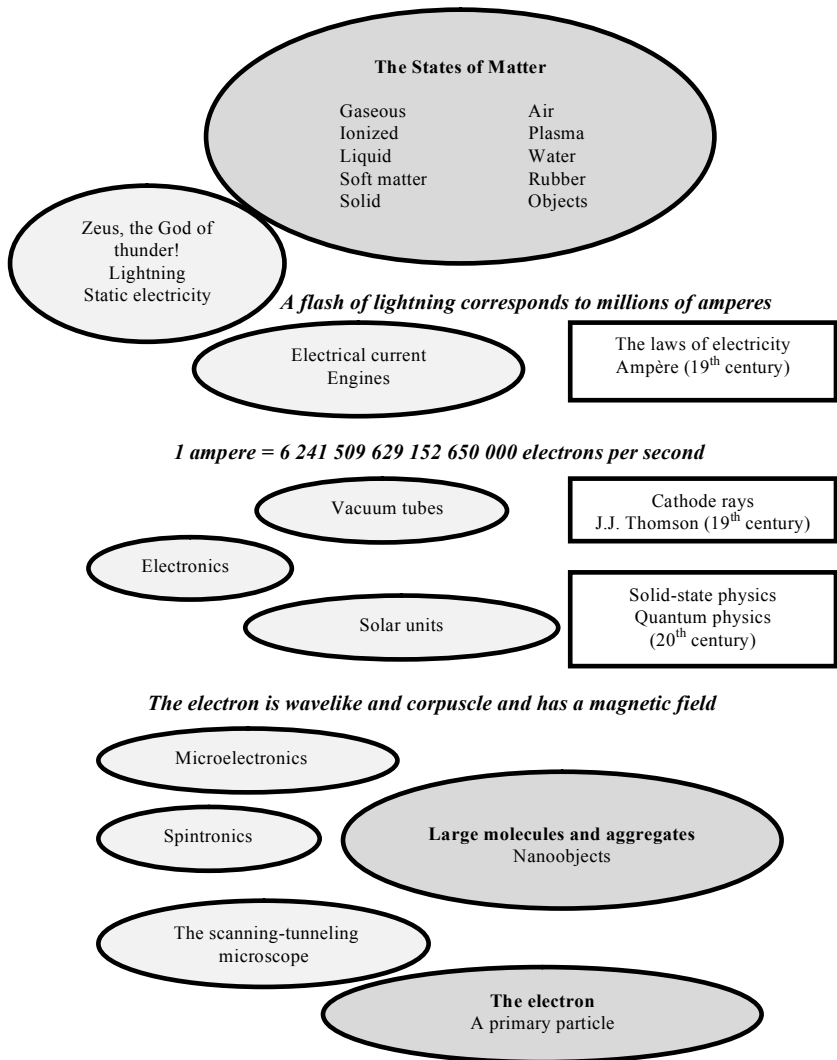 The States of Matter
Gaseous Air
Ionized Plasma
Liquid Water
Soft matter Rubber
Solid Objects
Zeus, the God of
thunder!
Lightning
Static electricity
A flash of lightning corresponds to millions of amperes
Electrical current
Engines
The laws of electricity
Ampère (19th century)
1 ampere = 6 241 509 629 152 650 000 electrons per second
Vacuum tubes
Cathode rays
J.J. Thomson (19th century)
Electronics
Solar units
Solid-state physics
Quantum physics
(20th century)
The electron is wavelike and corpuscle and has a magnetic field
Microelectronics
Spintronics
Large molecules and aggregates
Nanoobjects
The scanning-tunneling
microscope
The electron
A primary particle